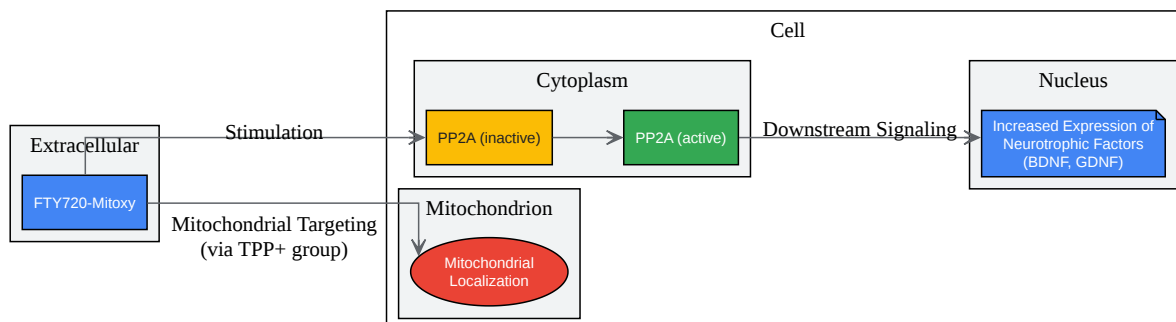 Cell
Cytoplasm
Nucleus
PP2A (inactive)
PP2A (active)
Increased Expression of
Neurotrophic Factors
(BDNF, GDNF)
Stimulation
Downstream Signaling
Extracellular
FTY720-Mitoxy
Mitochondrial Targeting
(via TPP+ group)
Mitochondrion
Mitochondrial
Localization